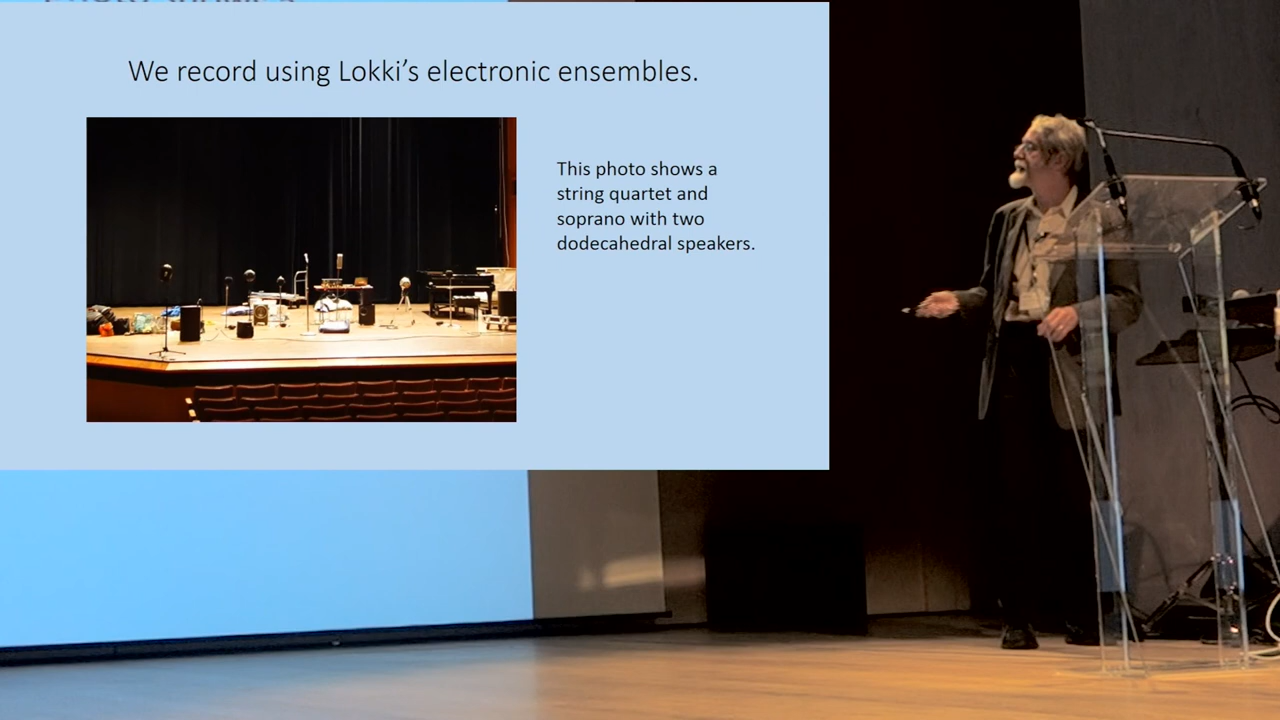 We record using Lokki's electronic ensembles.
This photo shows a
string quartet and
soprano with two
dodecahedral speakers.